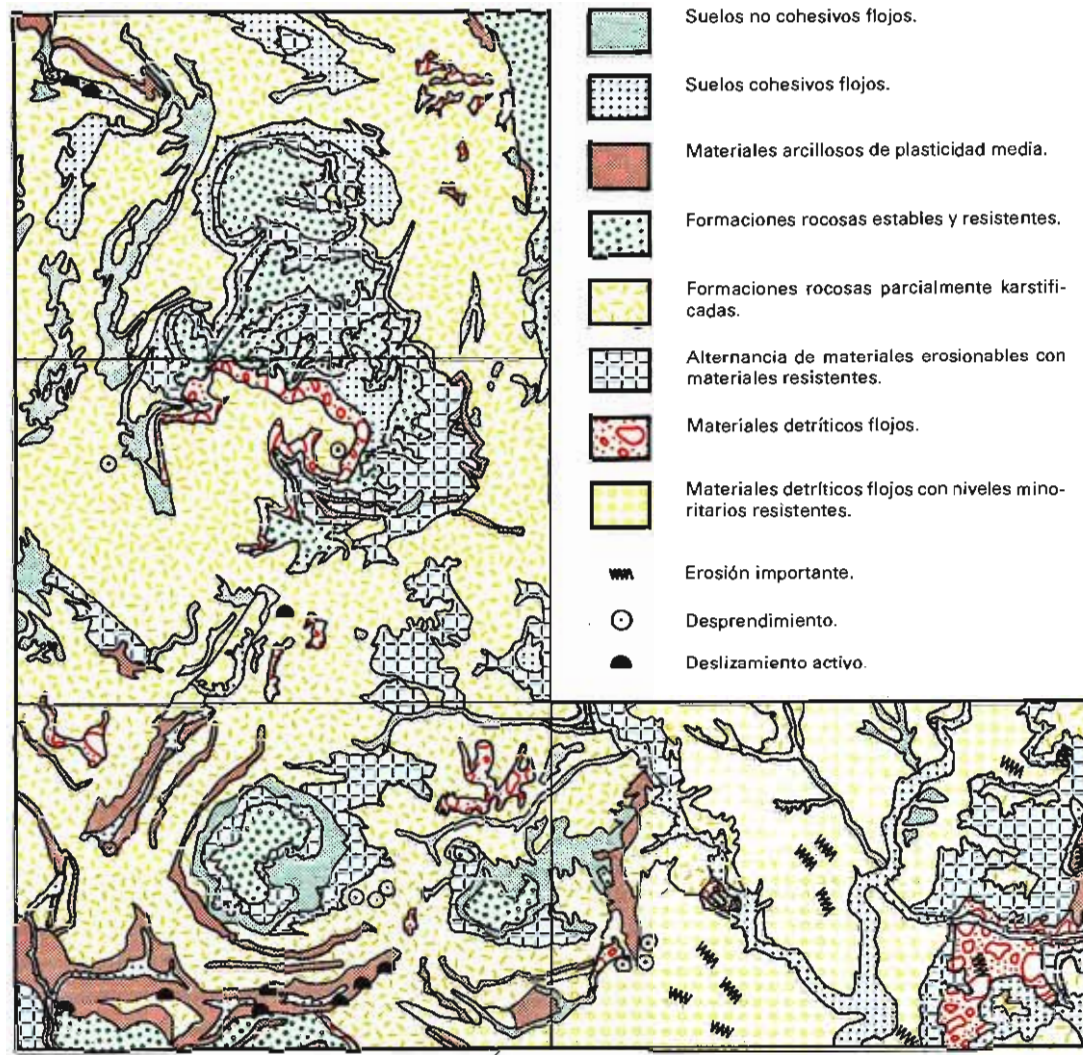 Suelos no cohesivos flojos.
Suelos cohesivos flojos.
Materiales arcillosos de plasticidad media.
Formaciones rocosas estables y resistentes.
Formaciones rocosas parcialmente karstifi-
cadas.
Alternancia de materiales erosionables con
materiales resistentes.
Materiales detríticos flojos.
Materiales detríticos flojos con niveles mino-
ritarios resistentes.
Erosión importante.
Desprendimiento.
Deslizamiento activo.